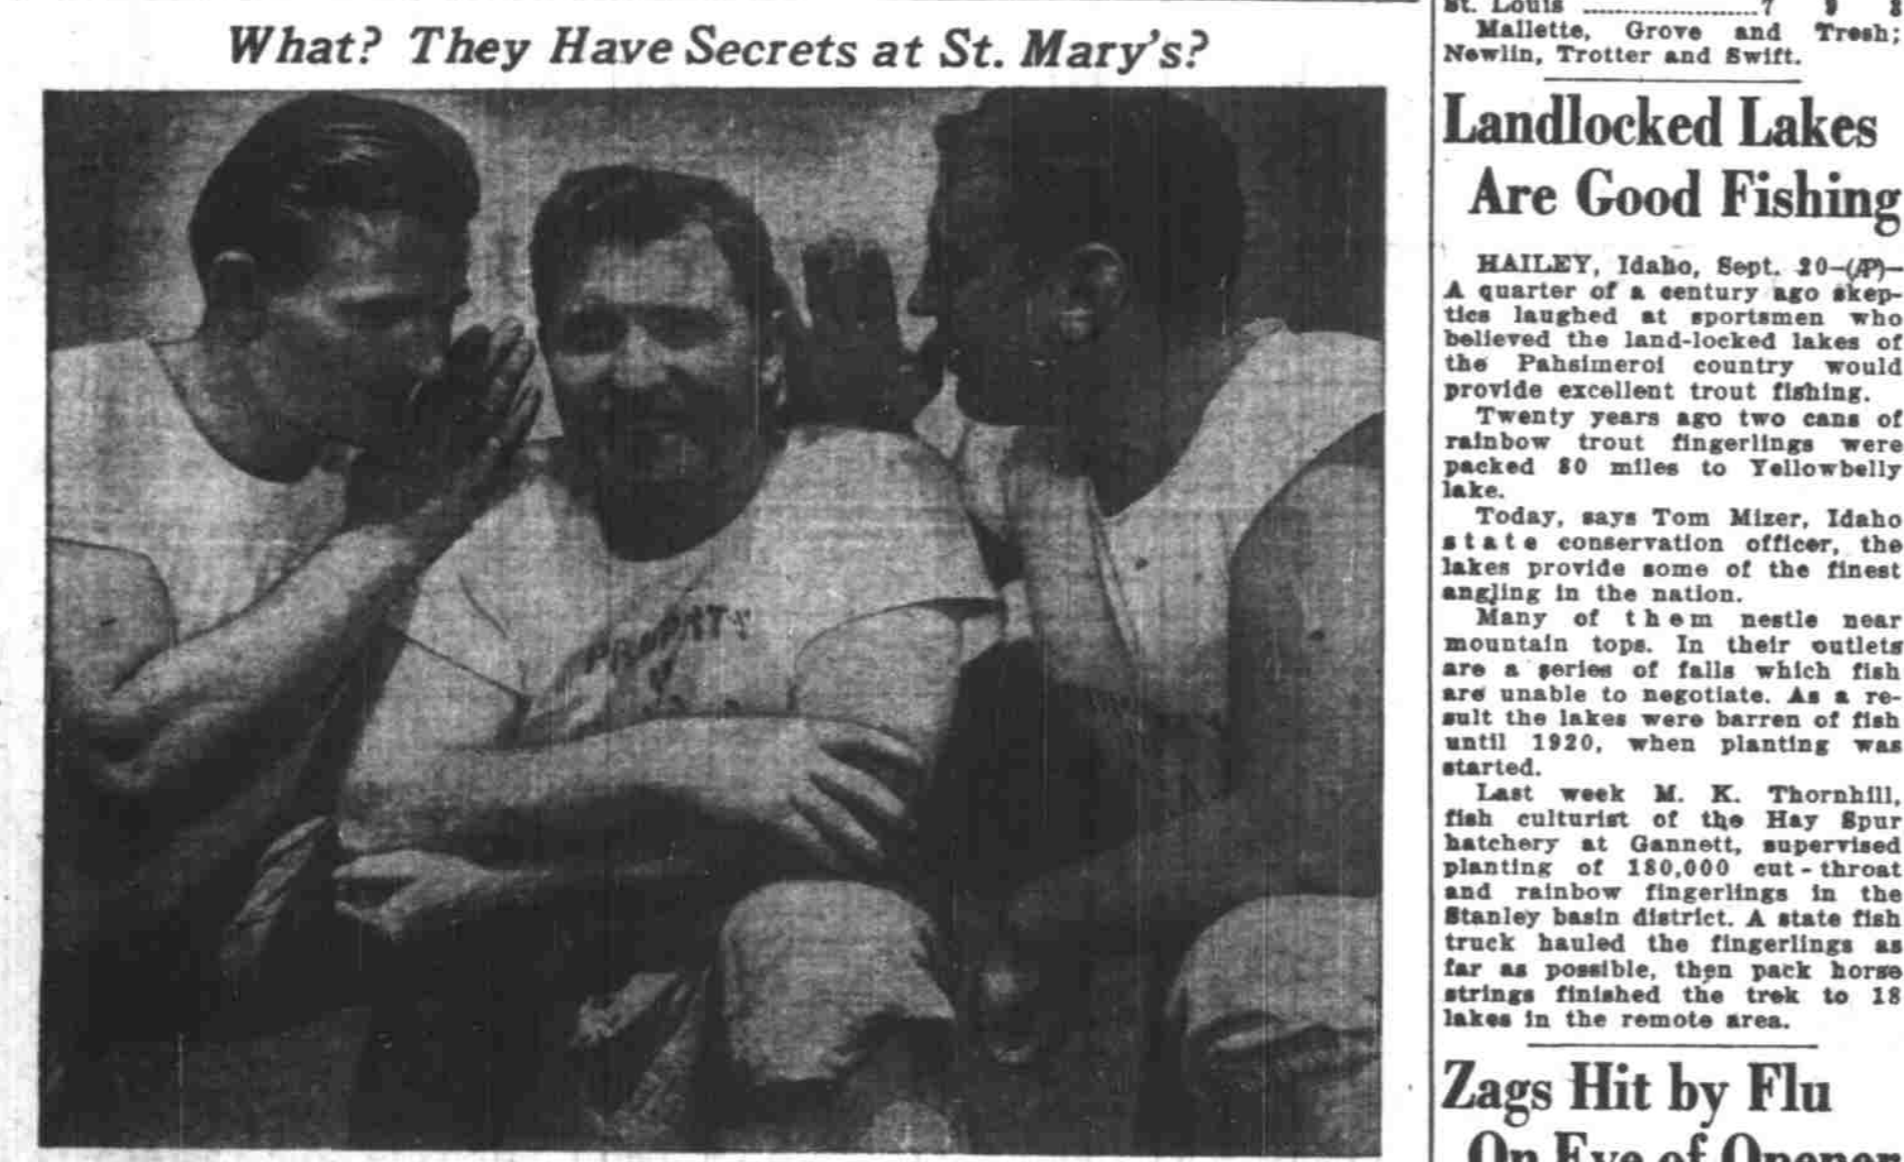 What? They Have Secrets at St. Mary's?
PROPERTY
St. Louis ........................7 9 8
Mallette, Grove and Tresh;
Newlin, Trotter and Swift.
Landlocked Lakes
Are Good Fishing
HAILEY, Idaho, Sept. 20—(AP)—
A quarter of a century ago skep-
tics laughed at sportsmen who
believed the land-locked lakes of
the Pahsimeroi country would
provide excellent trout fishing.
Twenty years ago two cans of
rainbow trout fingerlings were
packed 80 miles to Yellowbelly
lake.
Today, says Tom Mizer, Idaho
state conservation officer, the
lakes provide some of the finest
angling in the nation.
Many of them nestle near
mountain tops. In their outlets
are a series of falls which fish
are unable to negotiate. As a re-
sult the lakes were barren of fish
until 1920, when planting was
started.
Last week M. K. Thornhill,
fish culturist of the Hay Spur
hatchery at Gannett, supervised
planting of 180,000 cut-throat
and rainbow fingerlings in the
Stanley basin district. A state fish
truck hauled the fingerlings as
far as possible, then pack horse
strings finished the trek to 18
lakes in the remote area.
Zags Hit by Flu
On Eve of Opener